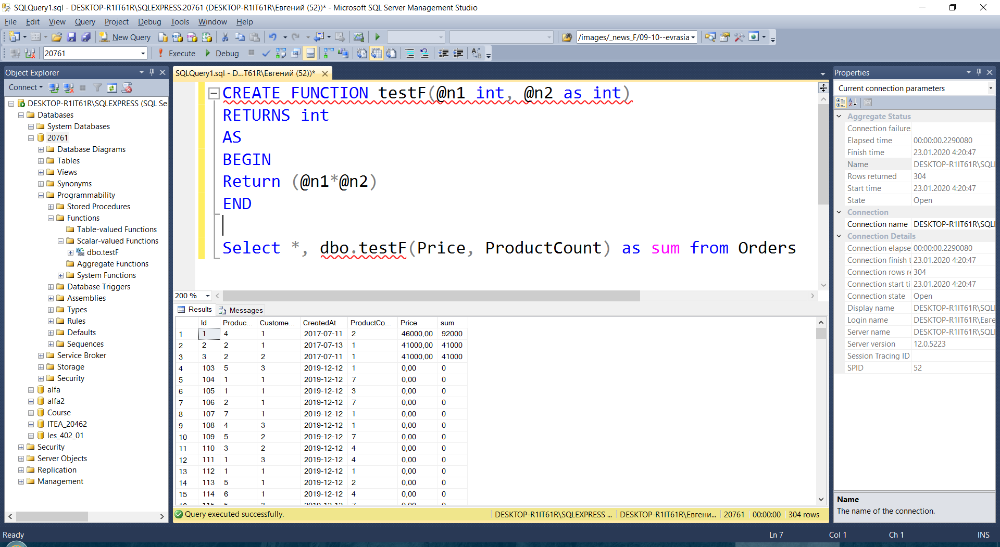 SQLQuery1.sql - DESKTOP-R1IT61R\SQLEXPRESS.20761 (DESKTOP-R1IT61R\Евгений (52))* - Microsoft SQL Server Management Studio
File Edit View Query Project Debug Tools Window Help
New Query /images/_news_F/09-10--evrasia
20761 Execute Debug
Object Explorer
Connect
DESKTOP-R1IT61R\SQLEXPRESS (SQL Se
Databases
System Databases
20761
Database Diagrams
Tables
Views
Synonyms
Programmability
Stored Procedures
Functions
Table-valued Functions
Scalar-valued Functions
dbo.testF
Aggregate Functions
System Functions
Database Triggers
Assemblies
Types
Rules
Defaults
Sequences
Service Broker
Storage
Security
alfa
alfa2
Course
ITEA_20462
les_402_01
Security
Server Objects
Replication
Management
SQLQuery1.sql - D...T61R\Евгений (52))*
CREATE FUNCTION testF(@n1 int, @n2 as int)
RETURNS int
AS
BEGIN
Return (@n1*@n2)
END
Select *, dbo.testF(Price, ProductCount) as sum from Orders
200 %
Results Messages
Id Produc... Custome... CreatedAt ProductCo... Price sum
1 1 4 1 2017-07-11 2 46000,00 92000
2 2 2 1 2017-07-13 1 41000,00 41000
3 3 2 2 2017-07-11 1 41000,00 41000
4 103 5 3 2019-12-12 1 0,00 0
5 104 1 1 2019-12-12 7 0,00 0
6 105 1 1 2019-12-12 3 0,00 0
7 106 2 1 2019-12-12 7 0,00 0
8 107 7 1 2019-12-12 1 0,00 0
9 108 4 3 2019-12-12 1 0,00 0
10 109 5 2 2019-12-12 7 0,00 0
11 110 3 2 2019-12-12 4 0,00 0
12 111 1 3 2019-12-12 4 0,00 0
13 112 1 1 2019-12-12 1 0,00 0
14 113 5 1 2019-12-12 2 0,00 0
15 114 6 1 2019-12-12 4 0,00 0
Query executed successfully. DESKTOP-R1IT61R\SQLEXPRESS ... DESKTOP-R1IT61R\Евгени... 20761 00:00:00 304 rows
Properties
Current connection parameters
Aggregate Status
Connection failure
Elapsed time 00:00:00.2290080
Finish time 23.01.2020 4:20:47
Name DESKTOP-R1IT61R\SQLI
Rows returned 304
Start time 23.01.2020 4:20:47
State Open
Connection
Connection name DESKTOP-R1IT61R\SQLI
Connection Details
Connection elapse 00:00:00.2290080
Connection finish t 23.01.2020 4:20:47
Connection rows re 304
Connection start ti 23.01.2020 4:20:47
Connection state Open
Display name DESKTOP-R1IT61R\SQLI
Login name DESKTOP-R1IT61R\Евге
Server name DESKTOP-R1IT61R\SQLI
Server version 12.0.5223
Session Tracing ID
SPID 52
Name
The name of the connection.
Ready Ln 7 Col 1 Ch 1 INS